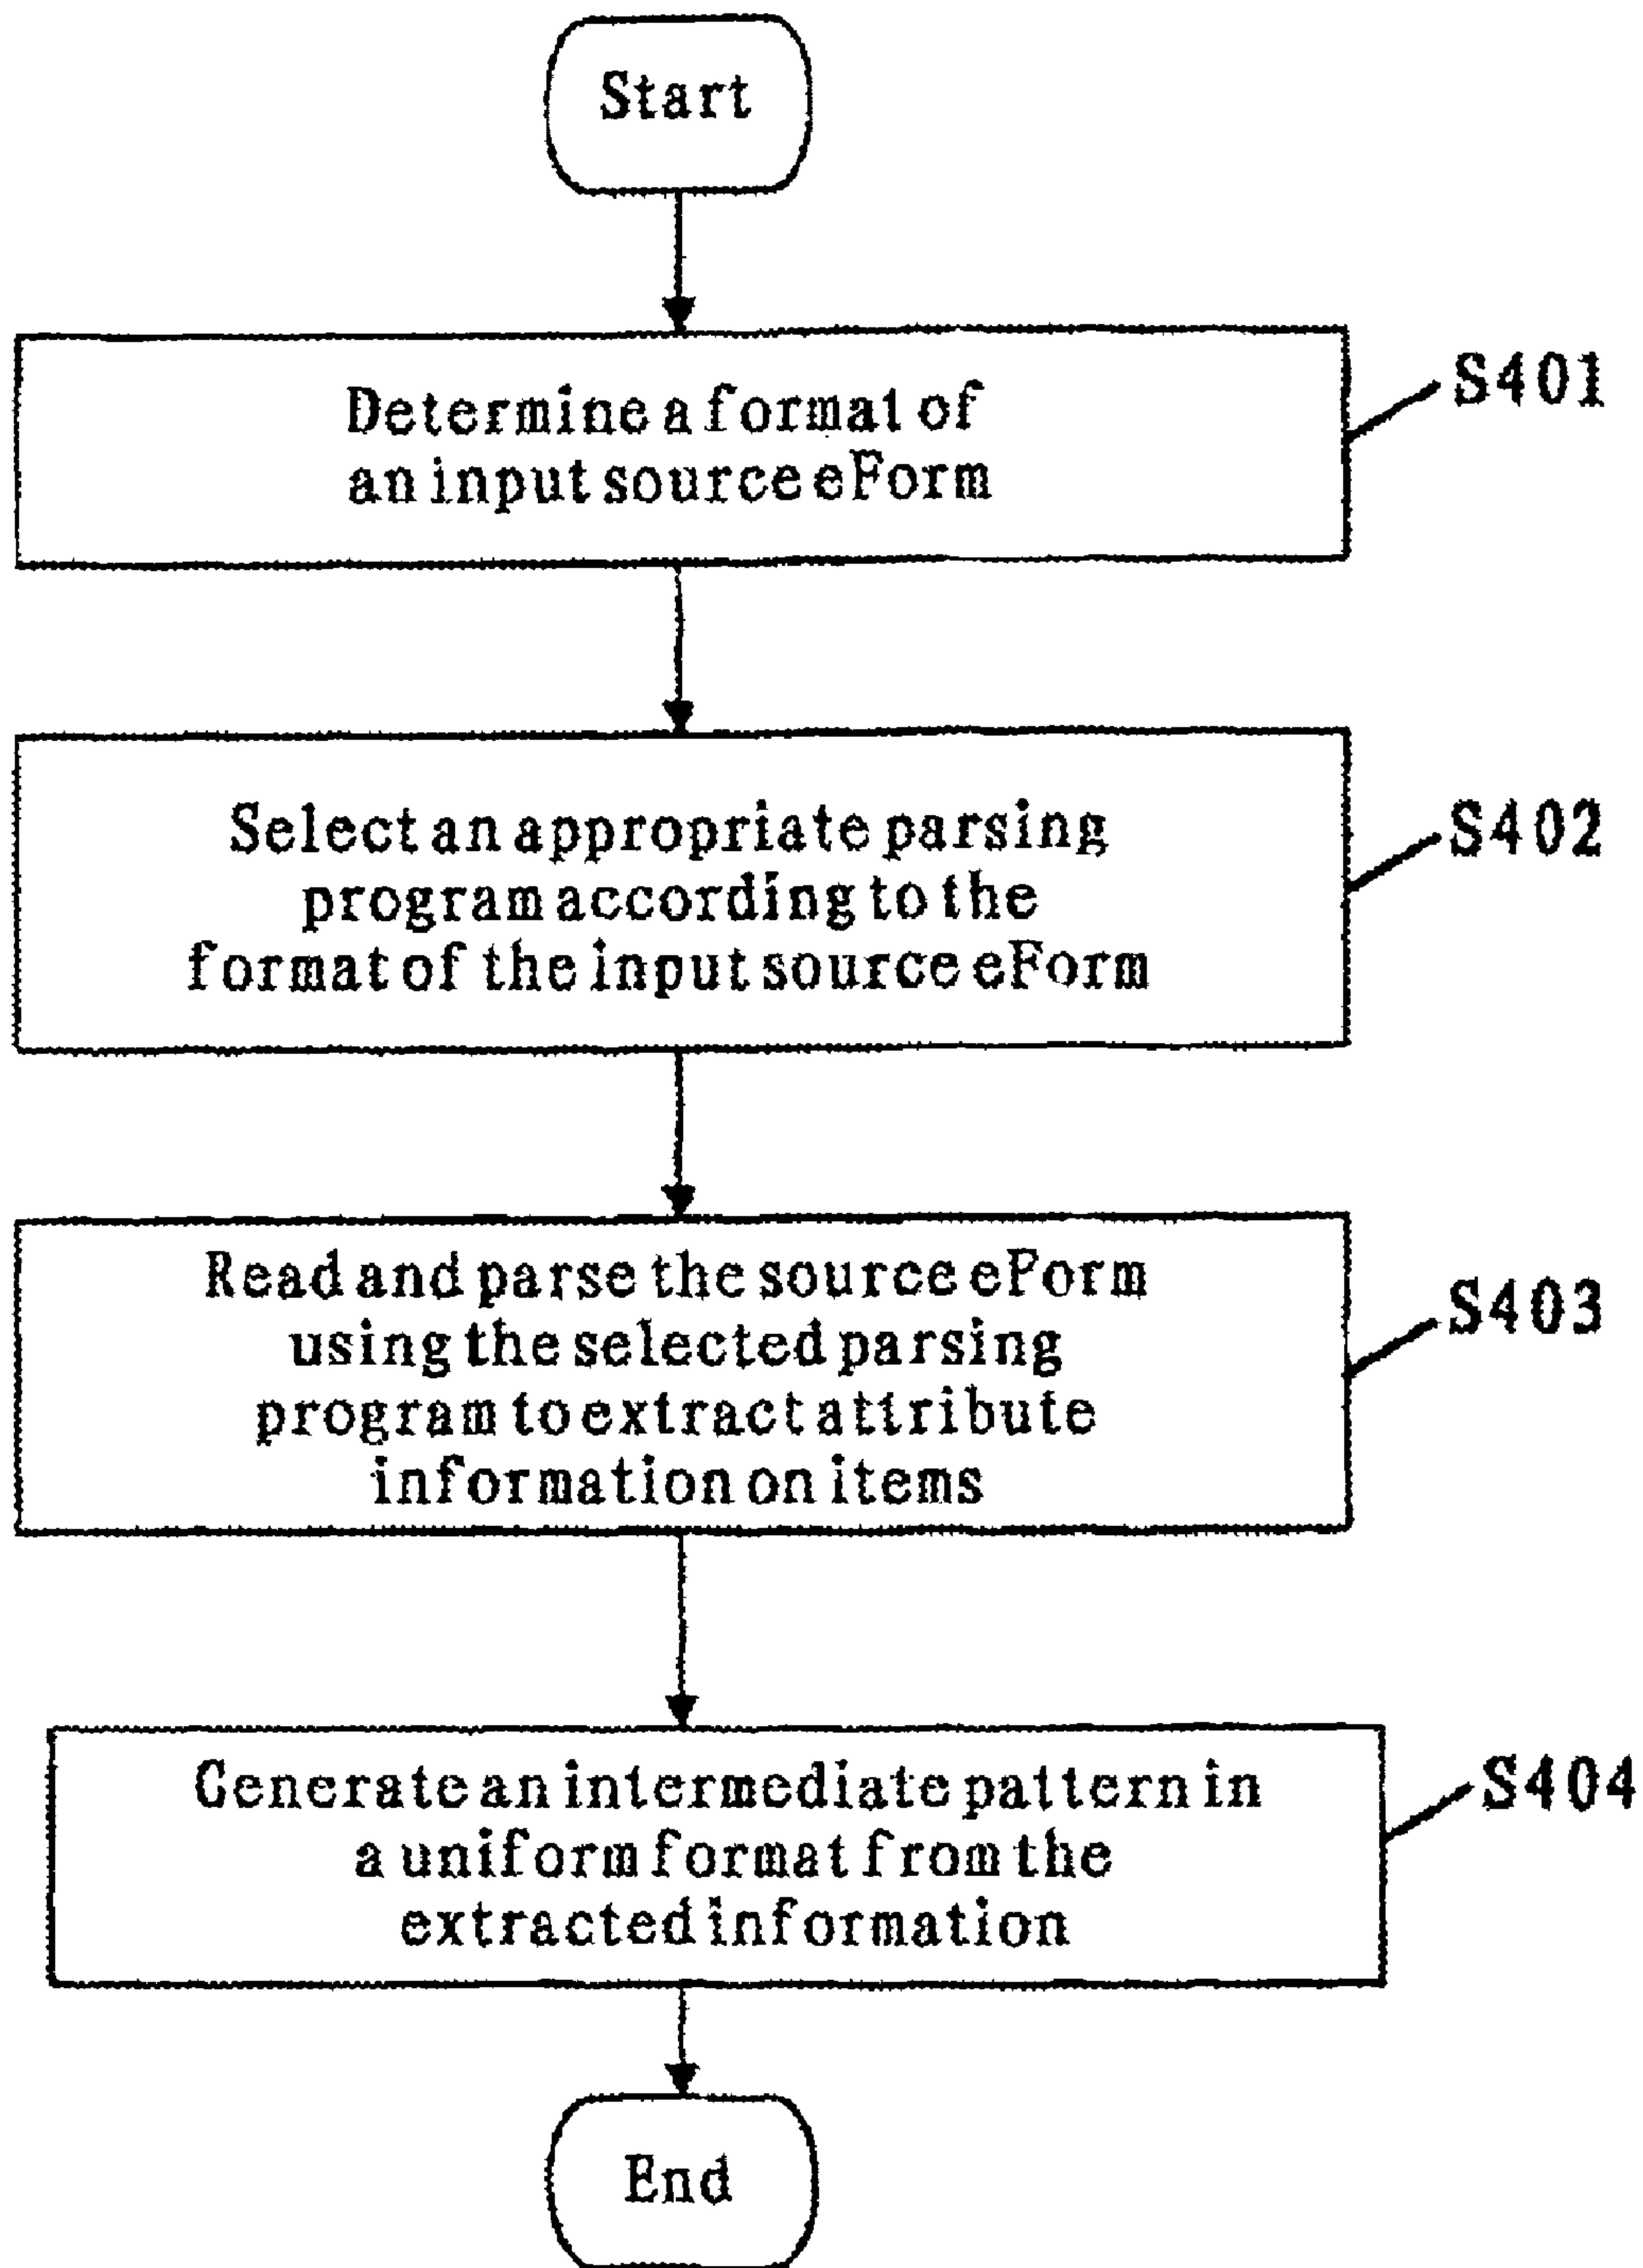 Start
Determine a format of
an input source eForm
S401
Select an appropriate parsing
program according to the
format of the input source eForm
S402
Read and parse the source eForm
using the selected parsing
program to extract attribute
information on items
S403
Generate an intermediate pattern in
a uniform format from the
extracted information
S404
End